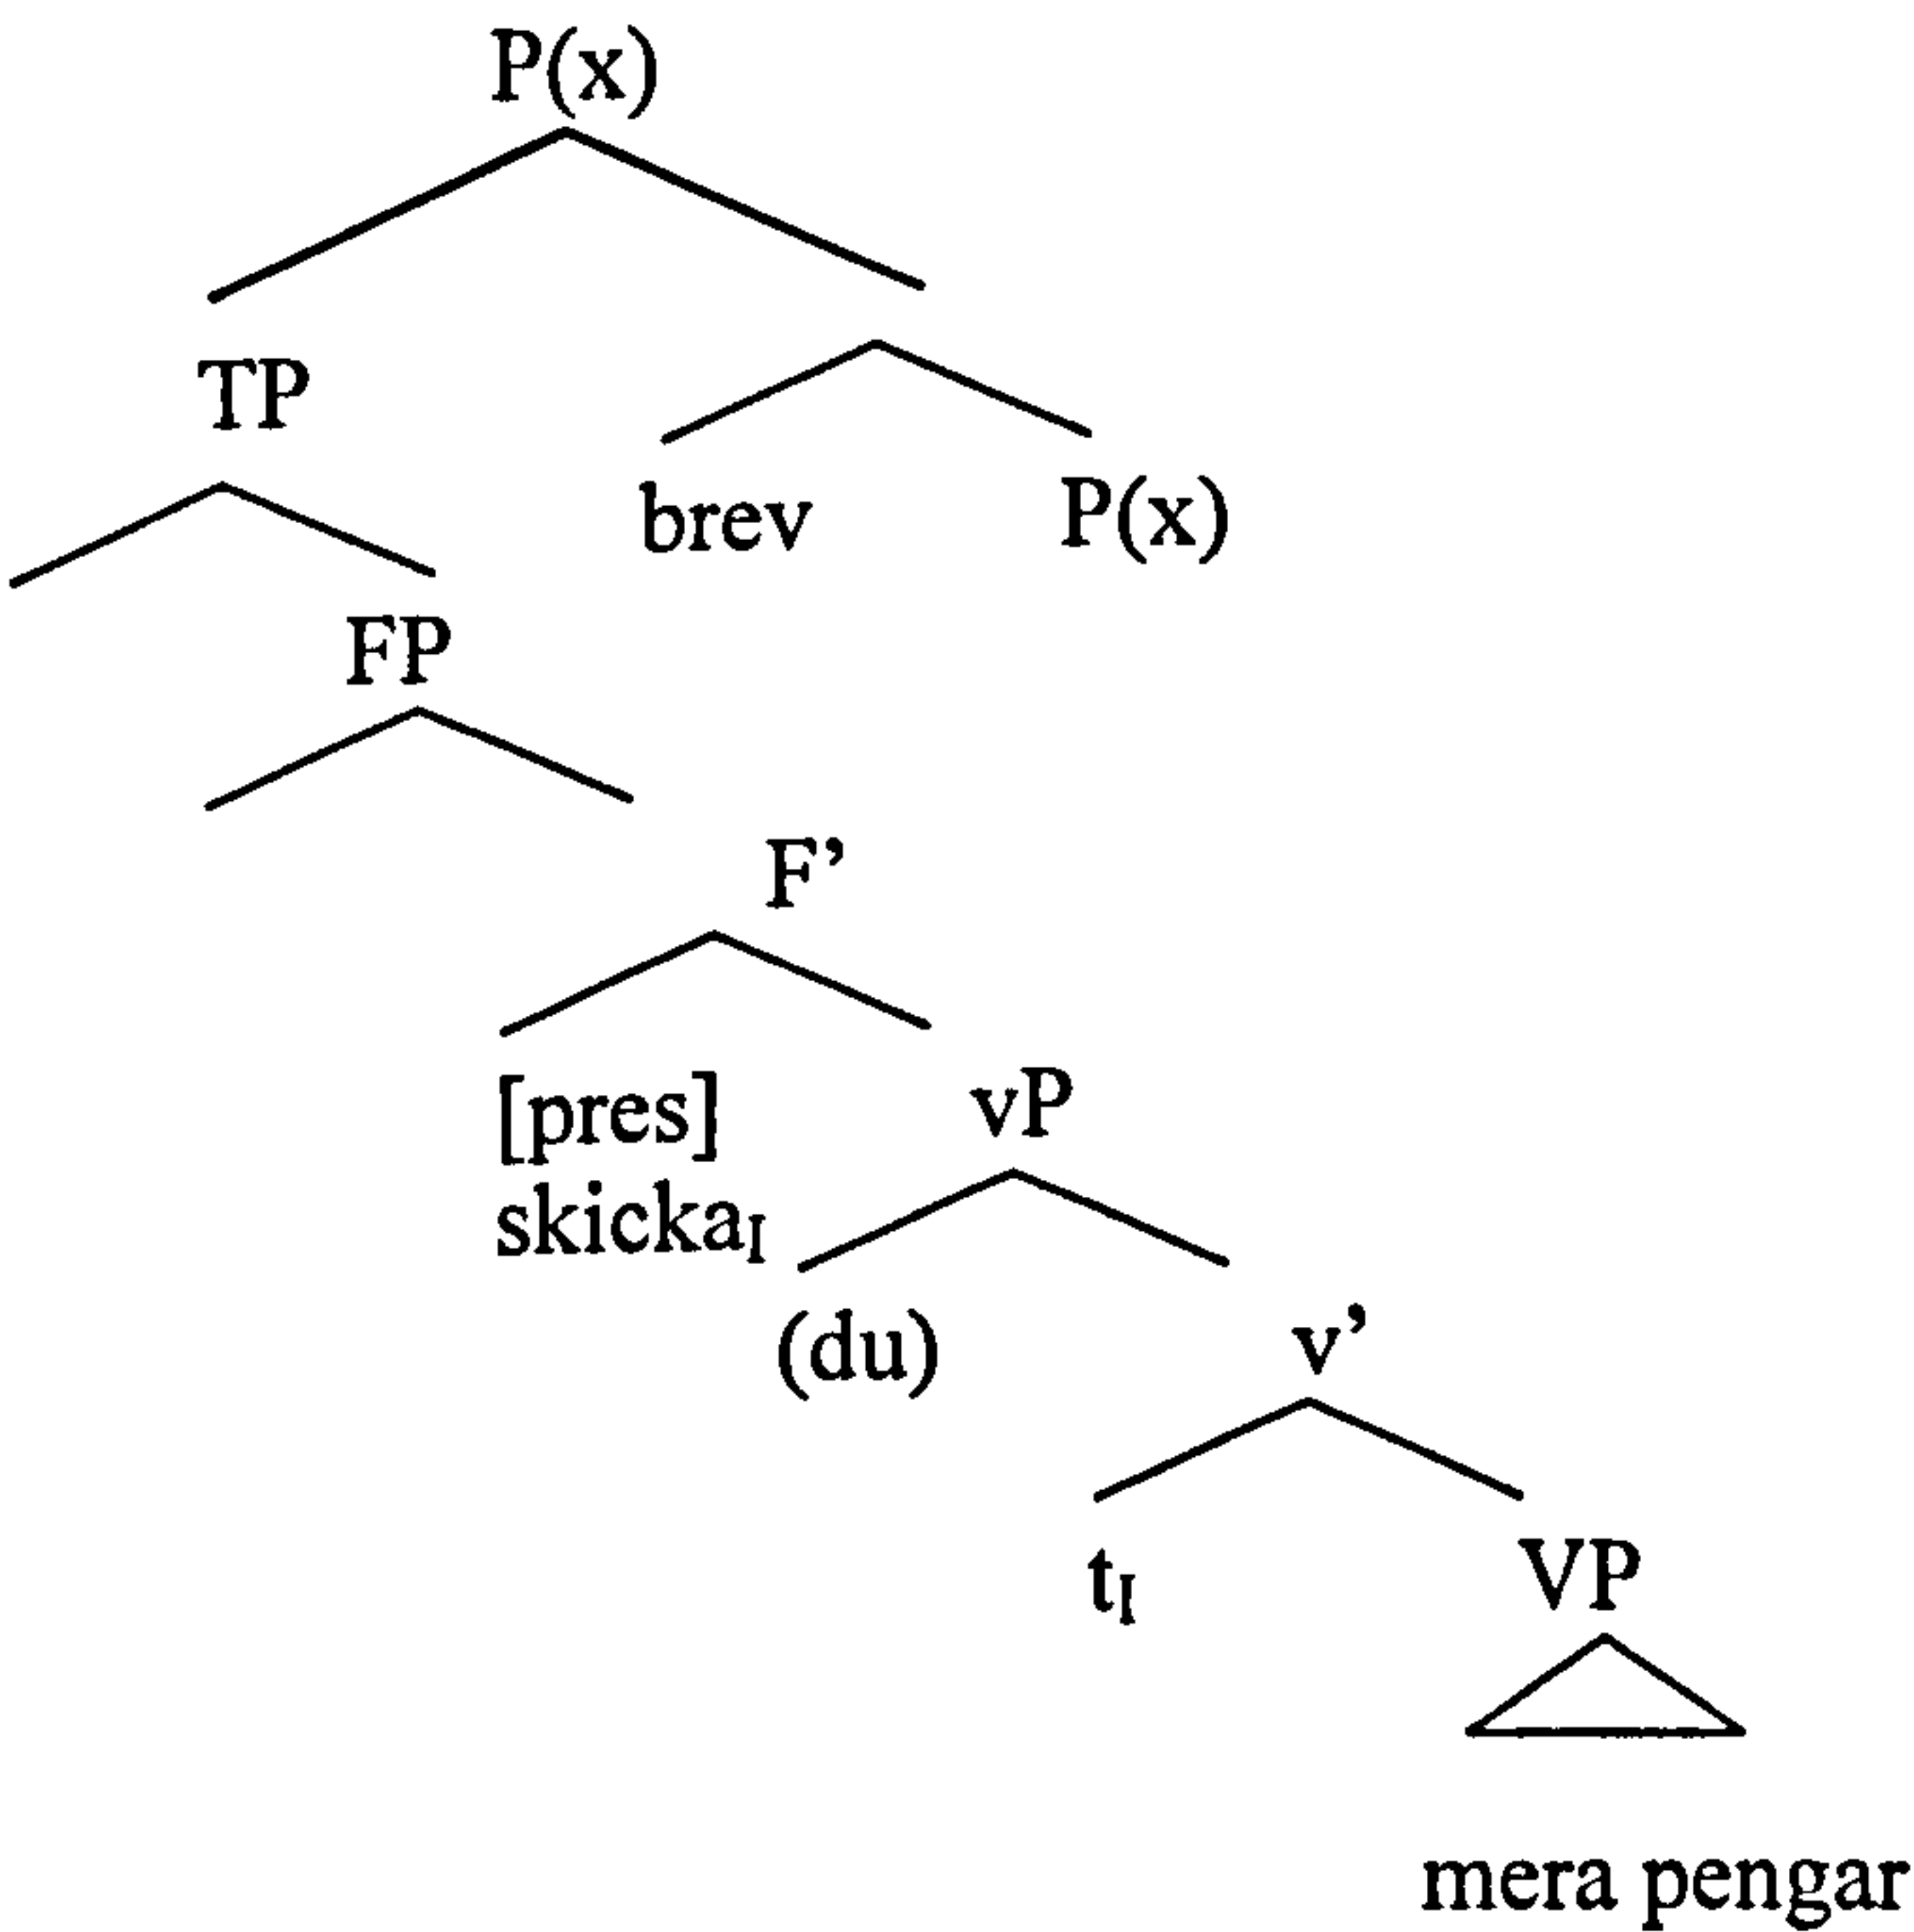 P(x)
TP
brev P(x)
FP
F’
[pres] vP
skickaI
(du) v’
tI VP
mera pengar